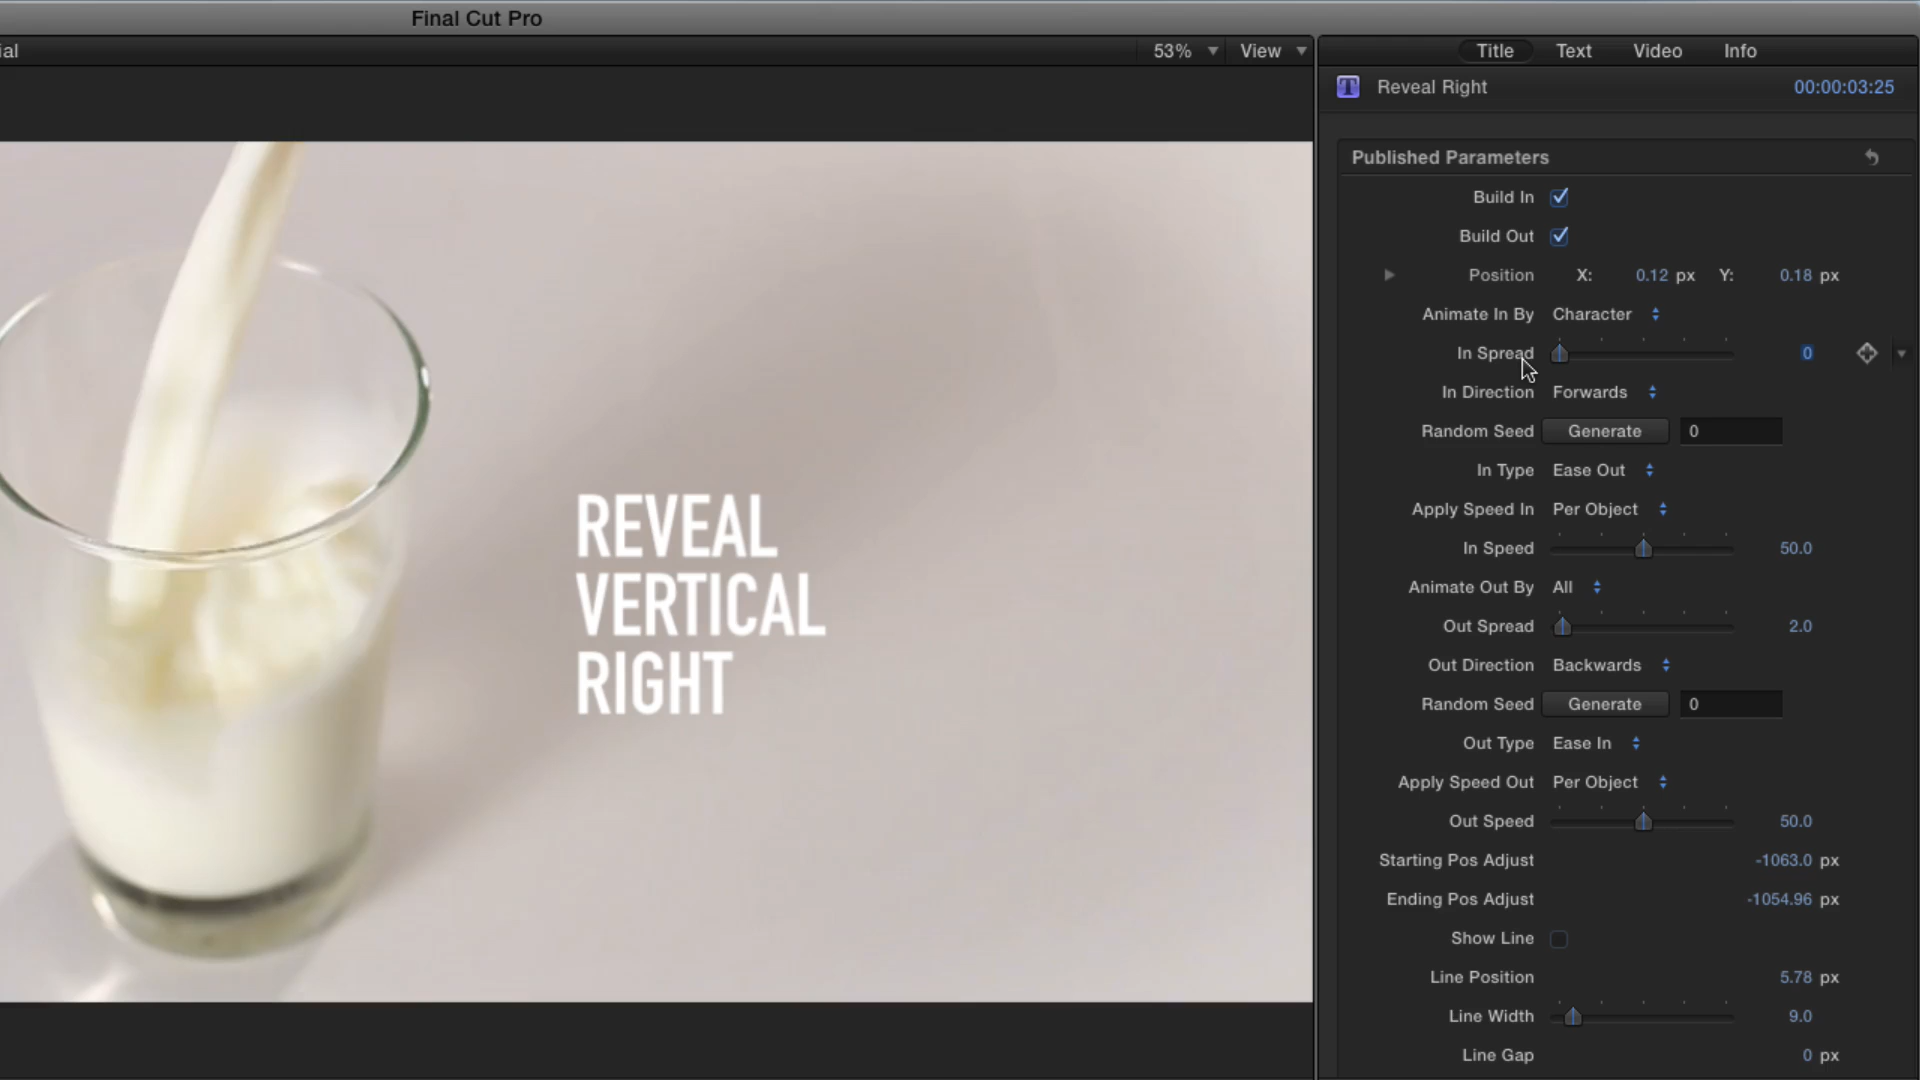 Final Cut Pro
ial
53% View
Title Text Video Info
T Reveal Right 00:00:03:25
Published Parameters
Build In
Build Out
Position X: 0.12 px Y: 0.18 px
Animate In By Character
In Spread 0
In Direction Forwards
Random Seed Generate 0
In Type Ease Out
Apply Speed In Per Object
In Speed 50.0
Animate Out By All
Out Spread 2.0
Out Direction Backwards
Random Seed Generate 0
Out Type Ease In
Apply Speed Out Per Object
Out Speed 50.0
Starting Pos Adjust -1063.0 px
Ending Pos Adjust -1054.96 px
Show Line
Line Position 5.78 px
Line Width 9.0
Line Gap 0 px
REVEAL
VERTICAL
RIGHT